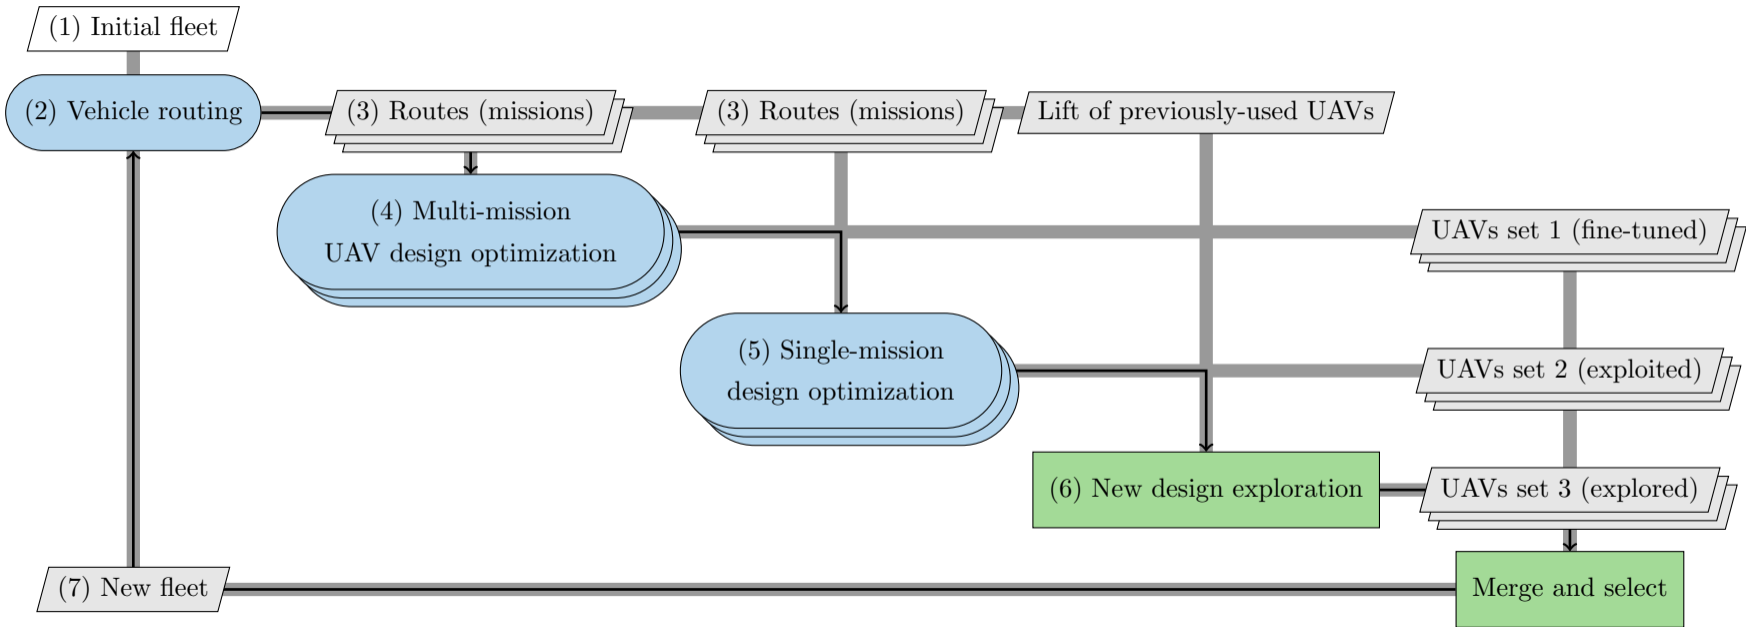 (1) Initial fleet
(2) Vehicle routing
(3) Routes (missions)
(3) Routes (missions)
Lift of previously-used UAVs
(4) Multi-mission
UAV design optimization
UAVs set 1 (fine-tuned)
(5) Single-mission
design optimization
UAVs set 2 (exploited)
(6) New design exploration
UAVs set 3 (explored)
(7) New fleet
Merge and select